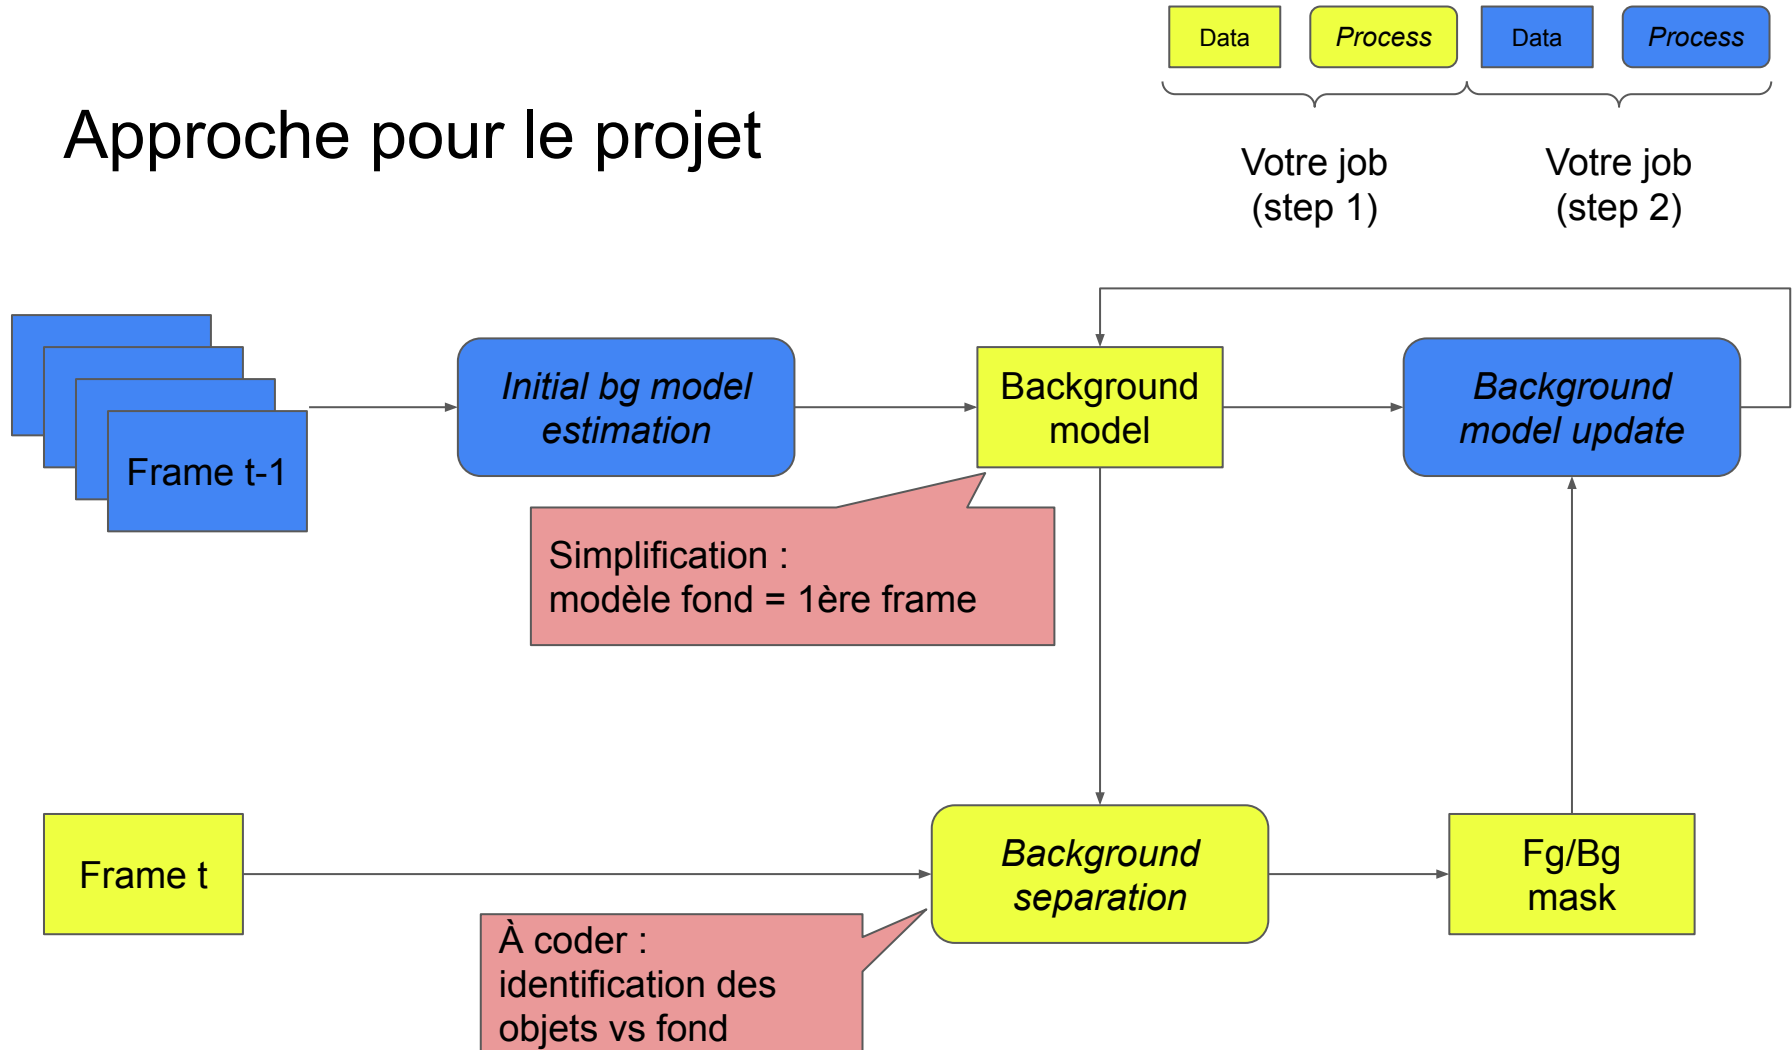 Data
Process
Data
Process
Approche pour le projet
Votre job
(step 1)
Votre job
(step 2)
Frame t-1
Initial bg model
estimation
Background
model
Background
model update
Simplification :
modèle fond = 1ère frame
Frame t
Background
separation
Fg/Bg
mask
À coder :
identification des
objets vs fond